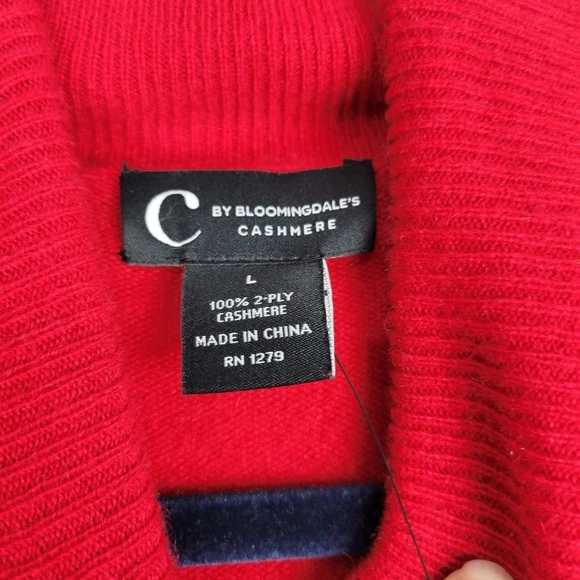 C BY BLOOMINGDALE'S
CASHMERE
L
100% 2-PLY
CASHMERE
MADE IN CHINA
RN 1279